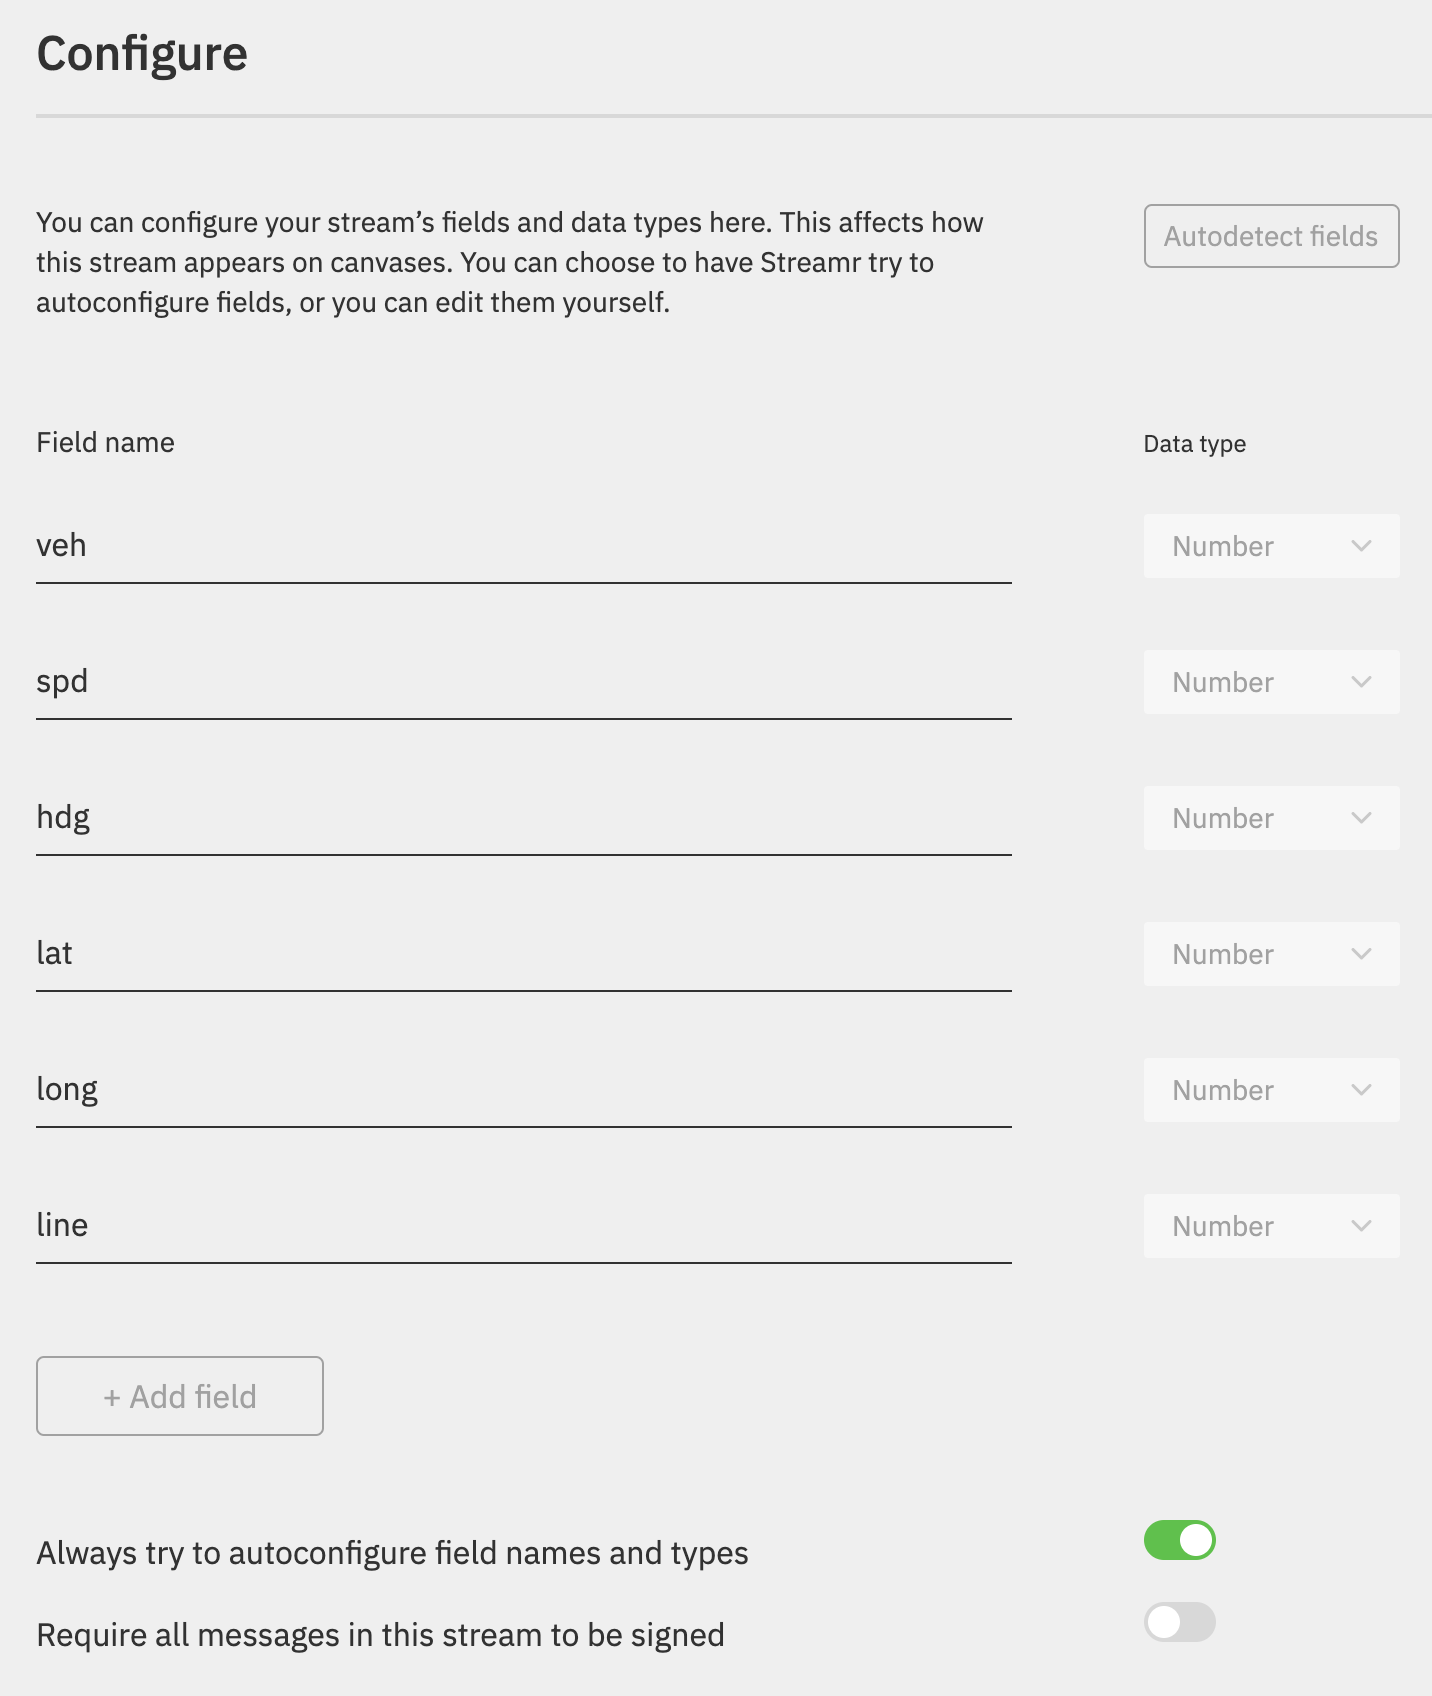 Configure
You can configure your stream’s fields and data types here. This affects how
this stream appears on canvases. You can choose to have Streamr try to
autoconfigure fields, or you can edit them yourself.
Autodetect fields
Field name
Data type
veh
Number
spd
Number
hdg
Number
lat
Number
long
Number
line
Number
+ Add field
Always try to autoconfigure field names and types
Require all messages in this stream to be signed